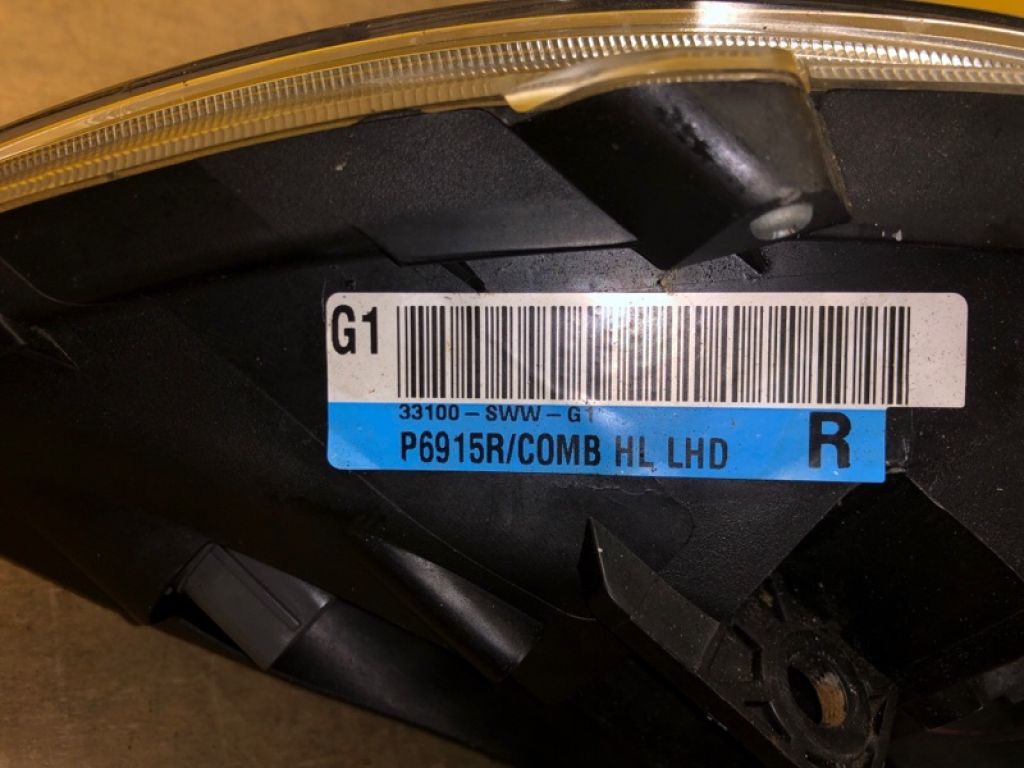 G1
33100-SWW-G1
P6915R/COMB HL LHD
R